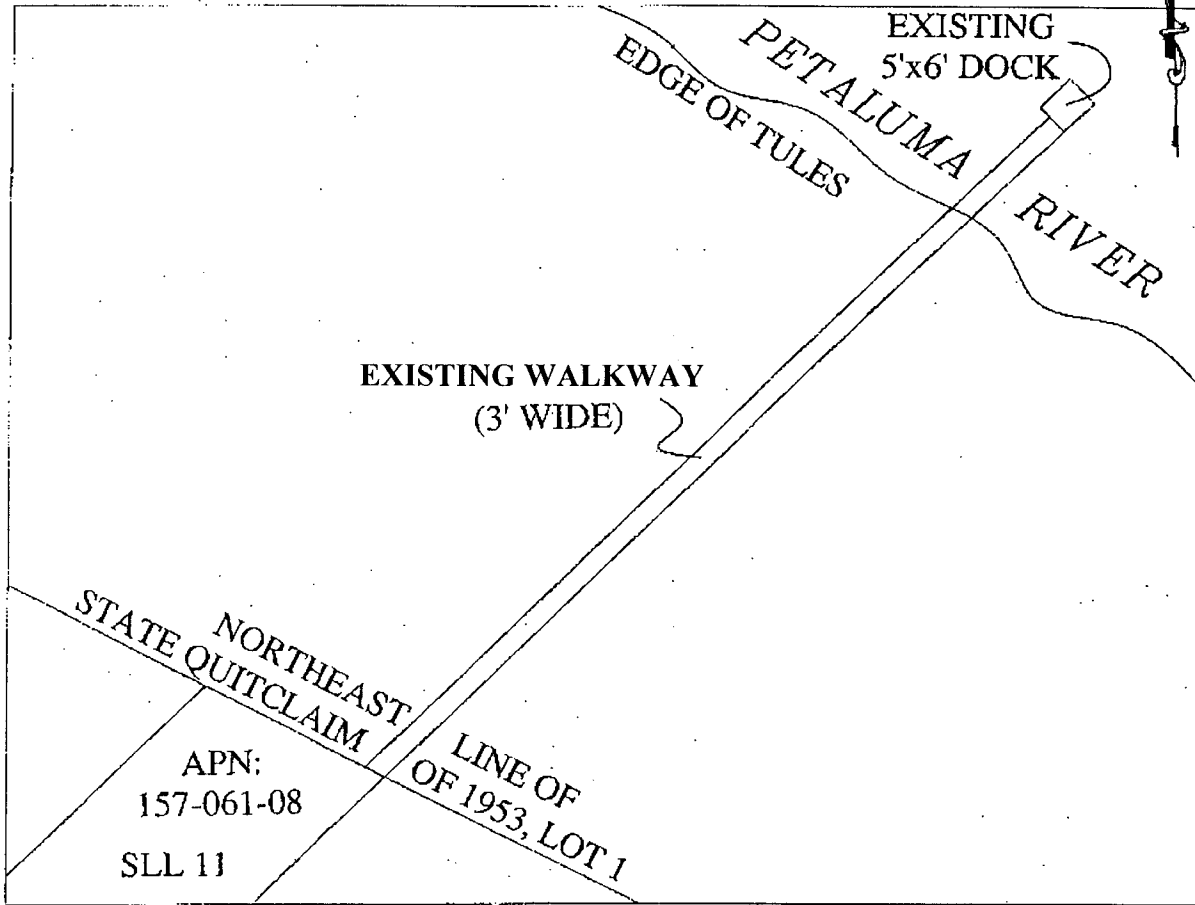 EXISTING
5'x6' DOCK
PETALUMA RIVER
EDGE OF TULES
EXISTING WALKWAY
(3' WIDE)
NORTHEAST LINE OF
STATE QUITCLAIM OF 1953, LOT 1
APN:
157-061-08
SLL 11